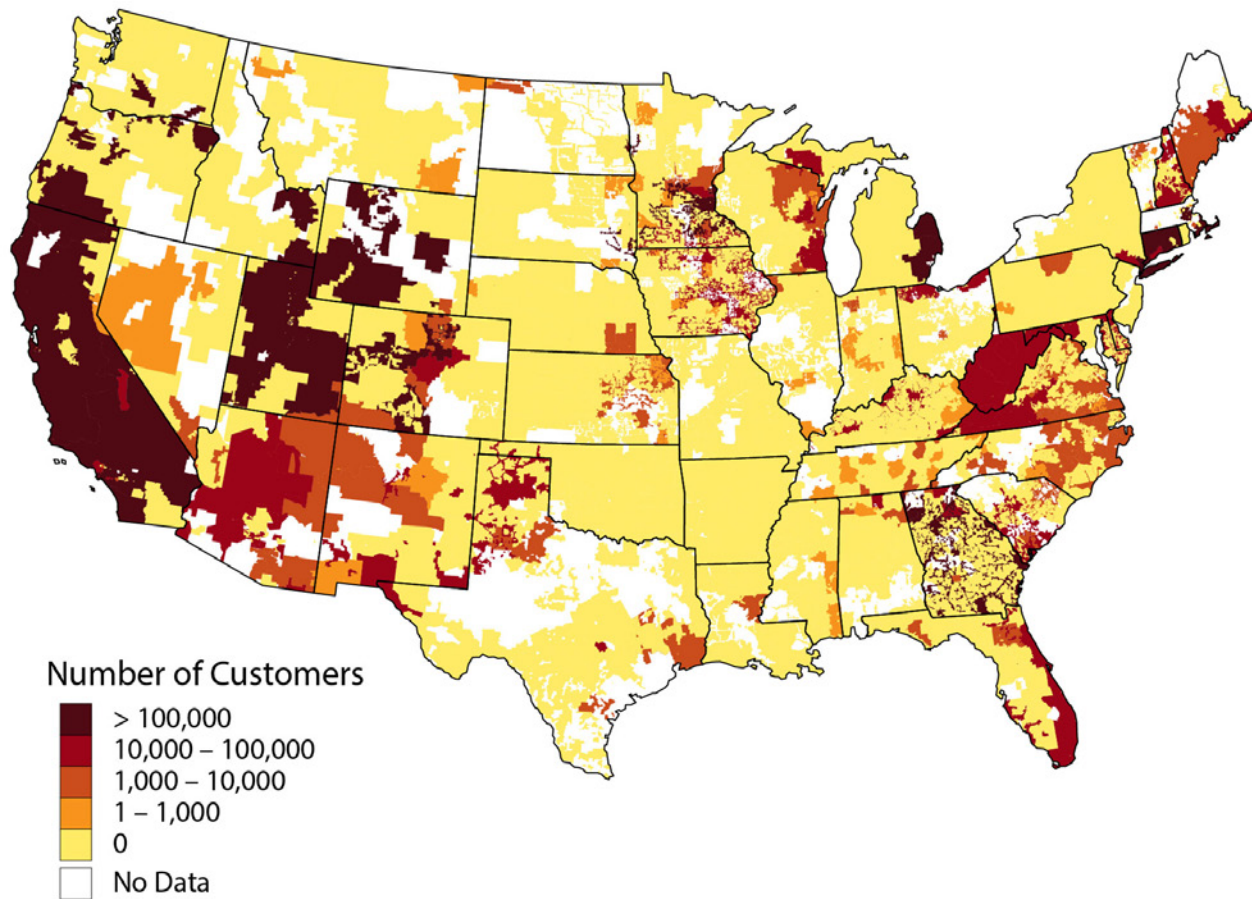 Number of Customers
> 100,000
10,000 – 100,000
1,000 – 10,000
1 – 1,000
0
No Data